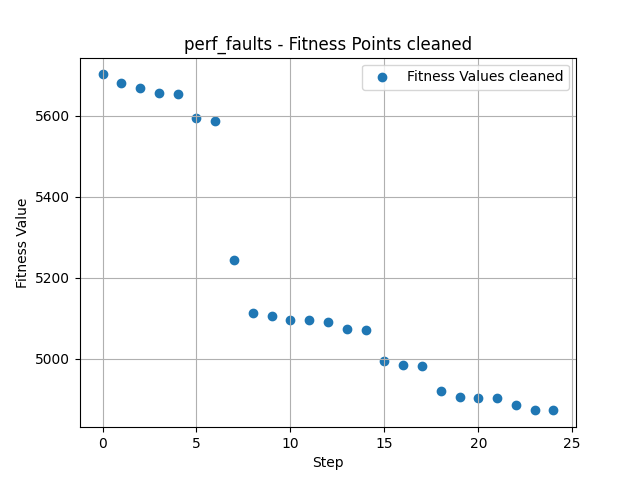 perf_faults - Fitness Points cleaned
Fitness Values cleaned
Fitness Value
5600
5400
5200
5000
0 5 10 15 20 25
Step